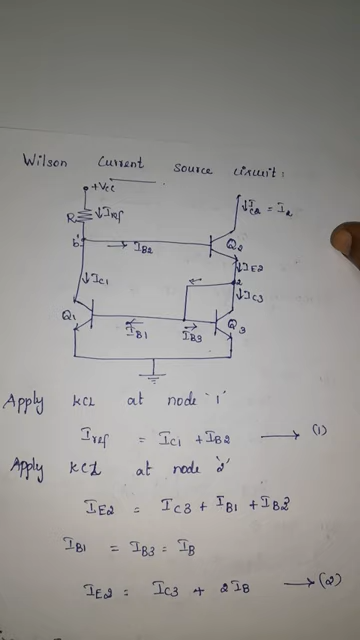 Wilson Current source circuit:
+Vcc
↓Iref
R
↓IC2 = I2
b'
→ IB2
Q2
↓IC1
↓IE2
2
↓IC3
Q1
IB1
IB3
Q3
Apply KCL at node '1'
Iref = IC1 + IB2 → (1)
Apply KCL at node '2'
IE2 = IC3 + IB1 + IB3
IB1 = IB3 = IB
IE2 = IC3 + 2IB → (2)